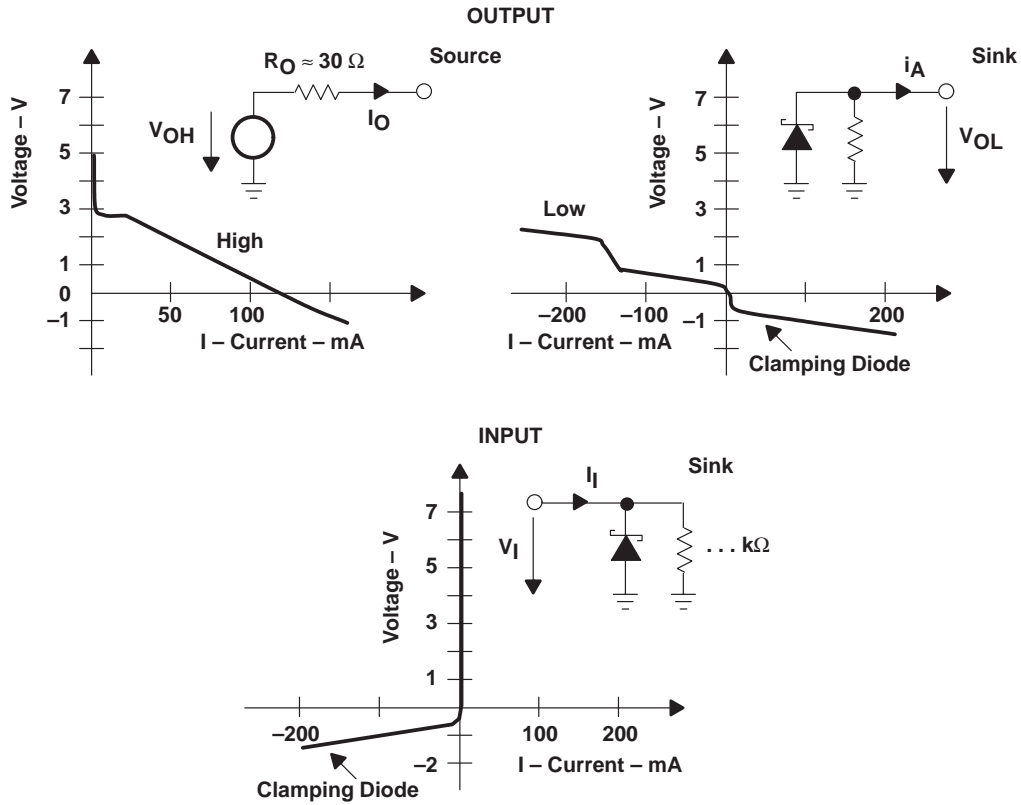 OUTPUT
R_O ≈ 30 Ω
Source
I_O
V_OH
Voltage – V
7
5
3
1
0
–1
High
50
100
I – Current – mA
Sink
i_A
V_OL
Voltage – V
7
5
3
1
–1
Low
–200
–100
200
I – Current – mA
Clamping Diode
INPUT
Sink
I_I
V_I
. . . kΩ
Voltage – V
7
5
3
1
–2
–200
100
200
I – Current – mA
Clamping Diode